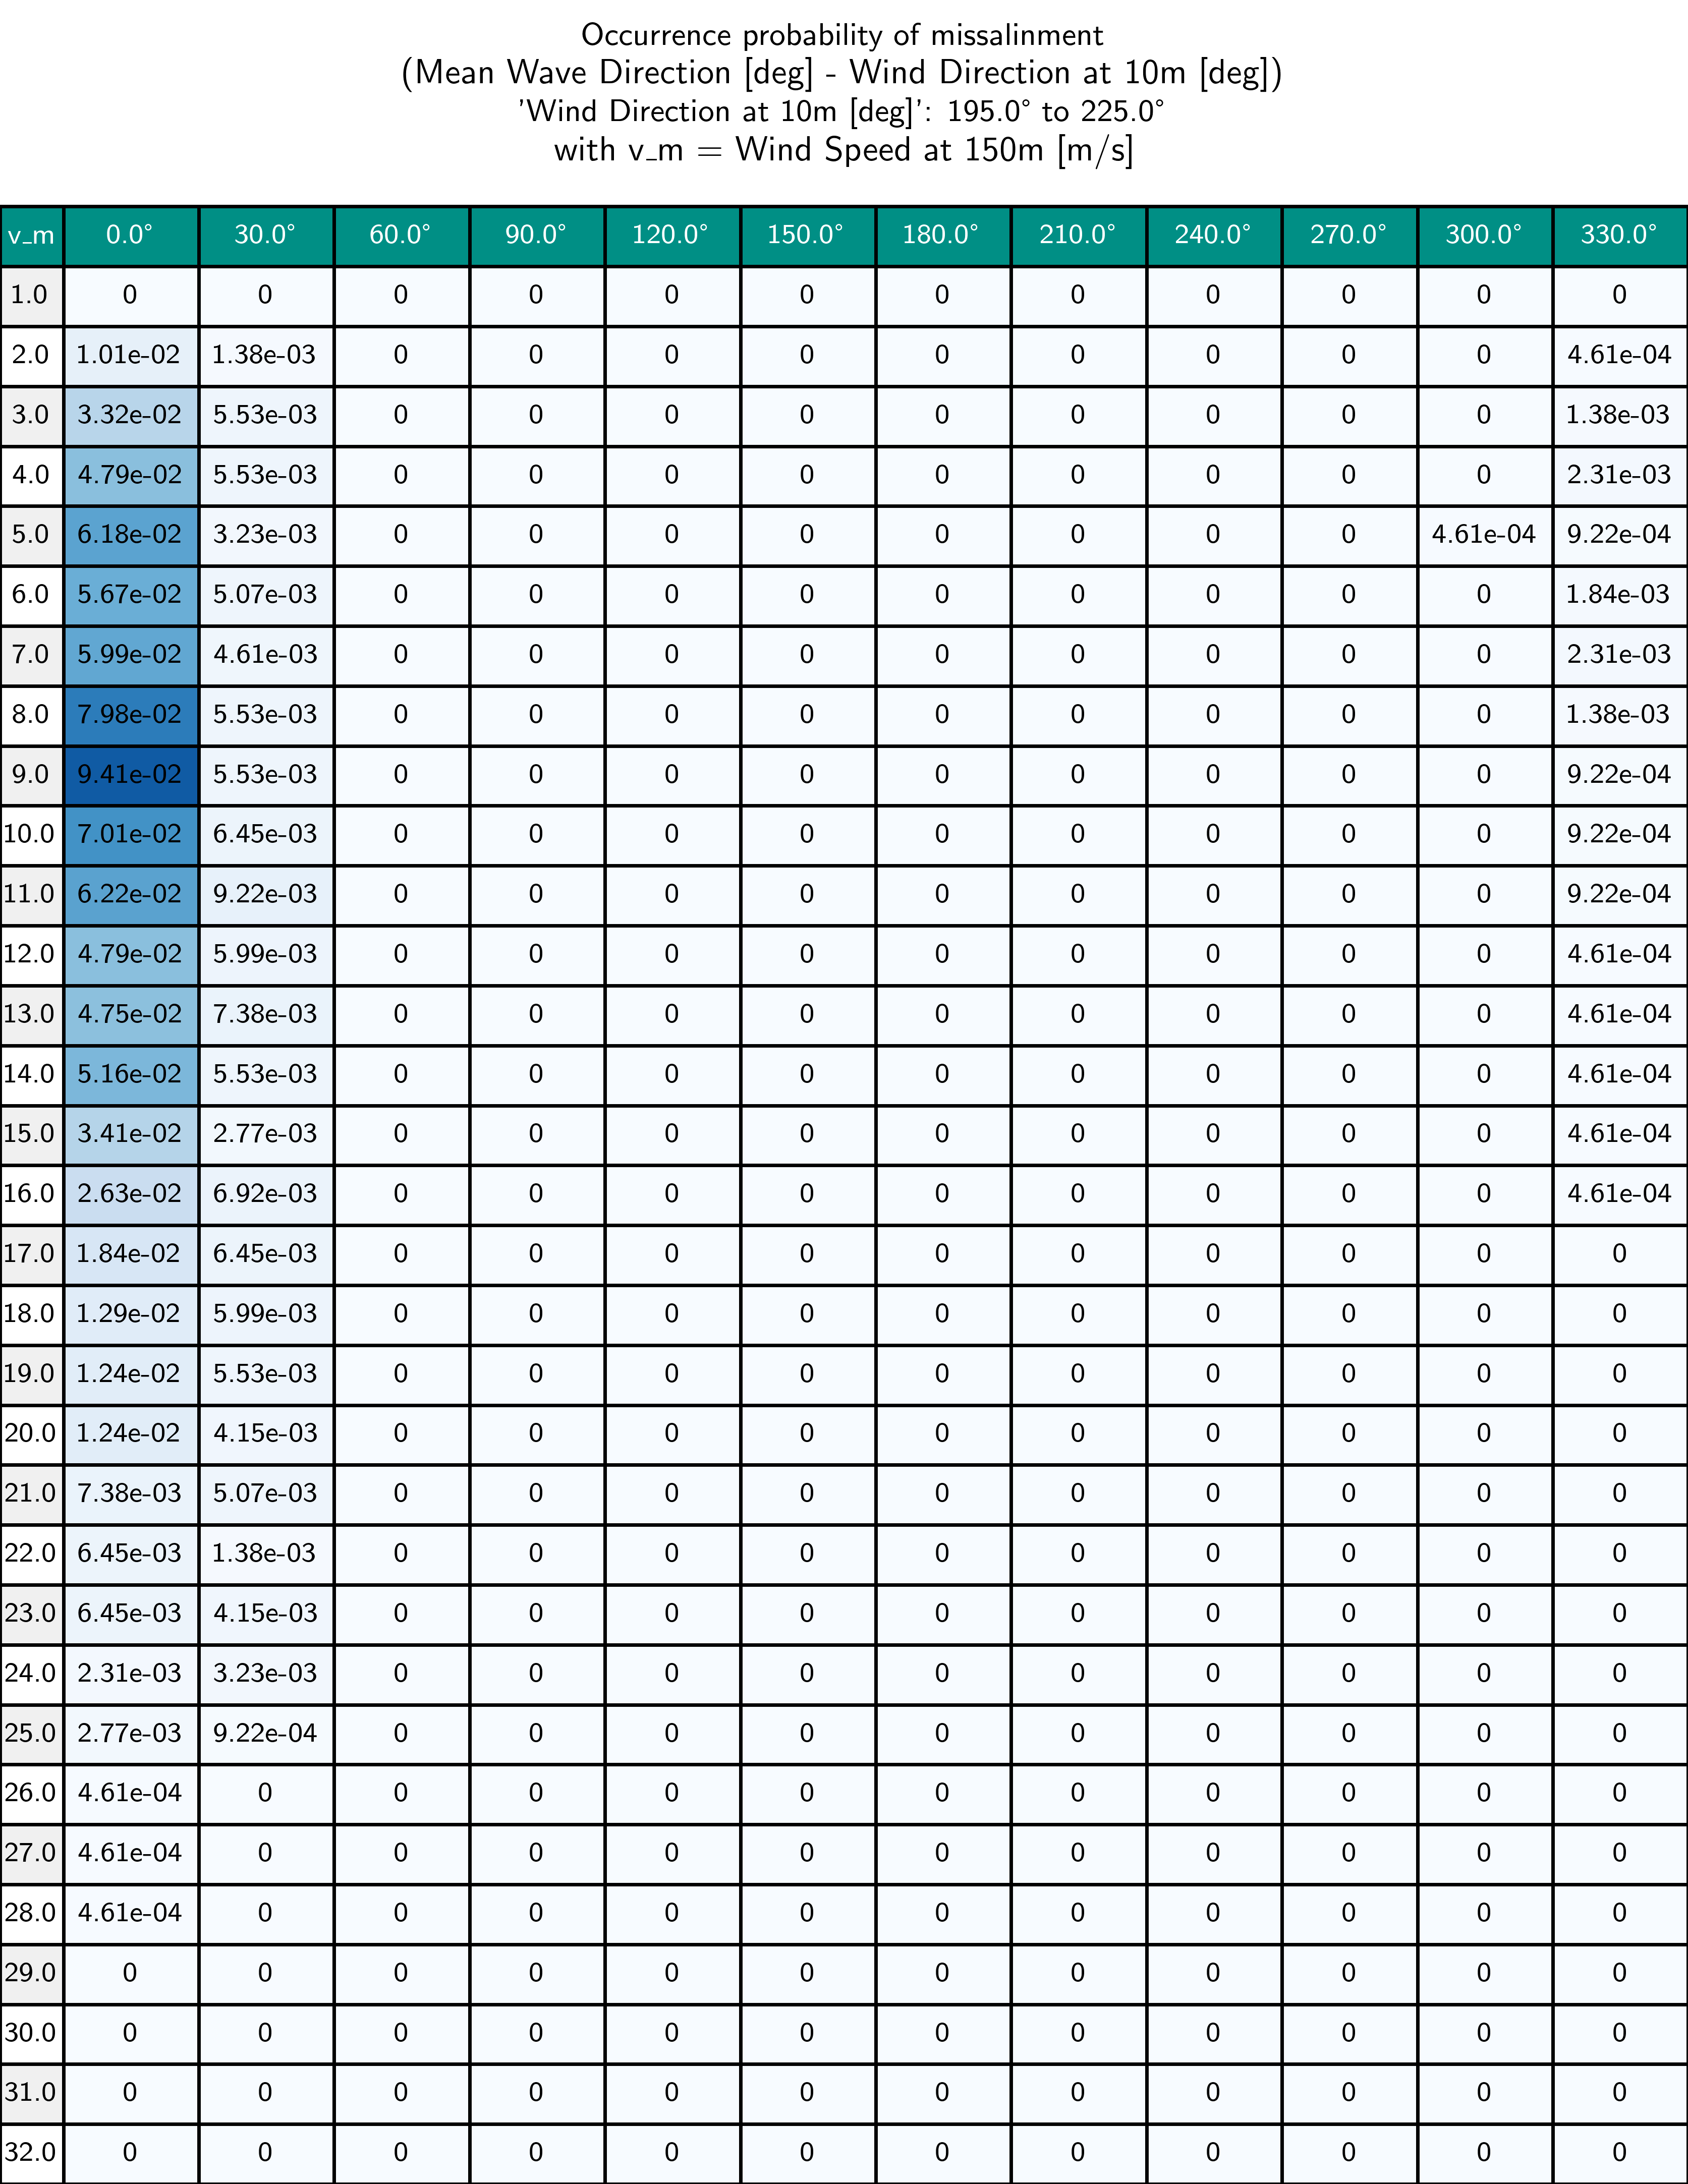 Occurrence probability of missalinment
(Mean Wave Direction [deg] - Wind Direction at 10m [deg])
'Wind Direction at 10m [deg]': 195.0° to 225.0°
with v_m = Wind Speed at 150m [m/s]
v_m 0.0° 30.0° 60.0° 90.0° 120.0° 150.0° 180.0° 210.0° 240.0° 270.0° 300.0° 330.0°
1.0 0 0 0 0 0 0 0 0 0 0 0 0
2.0 1.01e-02 1.38e-03 0 0 0 0 0 0 0 0 0 4.61e-04
3.0 3.32e-02 5.53e-03 0 0 0 0 0 0 0 0 0 1.38e-03
4.0 4.79e-02 5.53e-03 0 0 0 0 0 0 0 0 0 2.31e-03
5.0 6.18e-02 3.23e-03 0 0 0 0 0 0 0 0 4.61e-04 9.22e-04
6.0 5.67e-02 5.07e-03 0 0 0 0 0 0 0 0 0 1.84e-03
7.0 5.99e-02 4.61e-03 0 0 0 0 0 0 0 0 0 2.31e-03
8.0 7.98e-02 5.53e-03 0 0 0 0 0 0 0 0 0 1.38e-03
9.0 9.41e-02 5.53e-03 0 0 0 0 0 0 0 0 0 9.22e-04
10.0 7.01e-02 6.45e-03 0 0 0 0 0 0 0 0 0 9.22e-04
11.0 6.22e-02 9.22e-03 0 0 0 0 0 0 0 0 0 9.22e-04
12.0 4.79e-02 5.99e-03 0 0 0 0 0 0 0 0 0 4.61e-04
13.0 4.75e-02 7.38e-03 0 0 0 0 0 0 0 0 0 4.61e-04
14.0 5.16e-02 5.53e-03 0 0 0 0 0 0 0 0 0 4.61e-04
15.0 3.41e-02 2.77e-03 0 0 0 0 0 0 0 0 0 4.61e-04
16.0 2.63e-02 6.92e-03 0 0 0 0 0 0 0 0 0 4.61e-04
17.0 1.84e-02 6.45e-03 0 0 0 0 0 0 0 0 0 0
18.0 1.29e-02 5.99e-03 0 0 0 0 0 0 0 0 0 0
19.0 1.24e-02 5.53e-03 0 0 0 0 0 0 0 0 0 0
20.0 1.24e-02 4.15e-03 0 0 0 0 0 0 0 0 0 0
21.0 7.38e-03 5.07e-03 0 0 0 0 0 0 0 0 0 0
22.0 6.45e-03 1.38e-03 0 0 0 0 0 0 0 0 0 0
23.0 6.45e-03 4.15e-03 0 0 0 0 0 0 0 0 0 0
24.0 2.31e-03 3.23e-03 0 0 0 0 0 0 0 0 0 0
25.0 2.77e-03 9.22e-04 0 0 0 0 0 0 0 0 0 0
26.0 4.61e-04 0 0 0 0 0 0 0 0 0 0 0
27.0 4.61e-04 0 0 0 0 0 0 0 0 0 0 0
28.0 4.61e-04 0 0 0 0 0 0 0 0 0 0 0
29.0 0 0 0 0 0 0 0 0 0 0 0 0
30.0 0 0 0 0 0 0 0 0 0 0 0 0
31.0 0 0 0 0 0 0 0 0 0 0 0 0
32.0 0 0 0 0 0 0 0 0 0 0 0 0